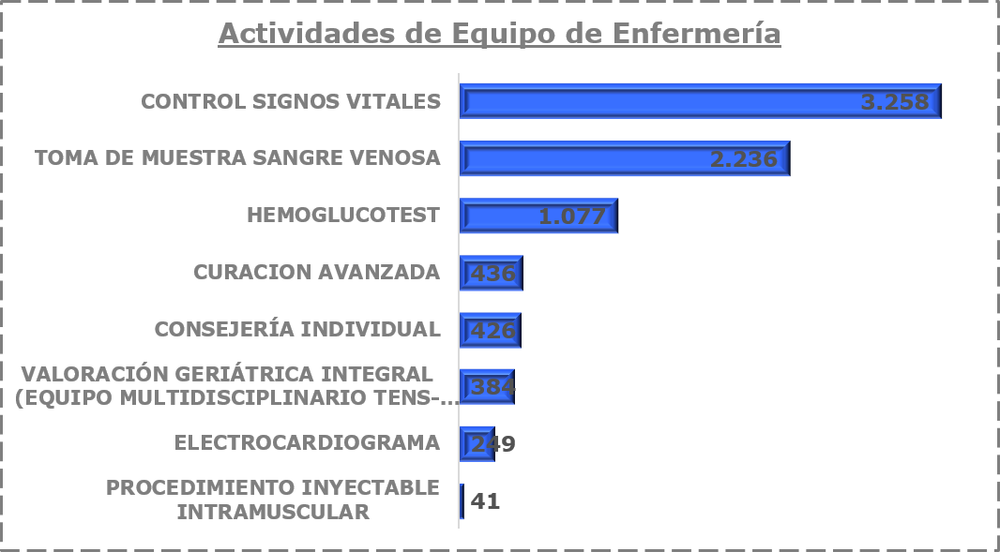 Actividades de Equipo de Enfermería
CONTROL SIGNOS VITALES 3.258
TOMA DE MUESTRA SANGRE VENOSA 2.236
HEMOGLUCOTEST 1.077
CURACION AVANZADA 436
CONSEJERÍA INDIVIDUAL 426
VALORACIÓN GERIÁTRICA INTEGRAL
(EQUIPO MULTIDISCIPLINARIO TENS-... 384
ELECTROCARDIOGRAMA 249
PROCEDIMIENTO INYECTABLE
INTRAMUSCULAR 41